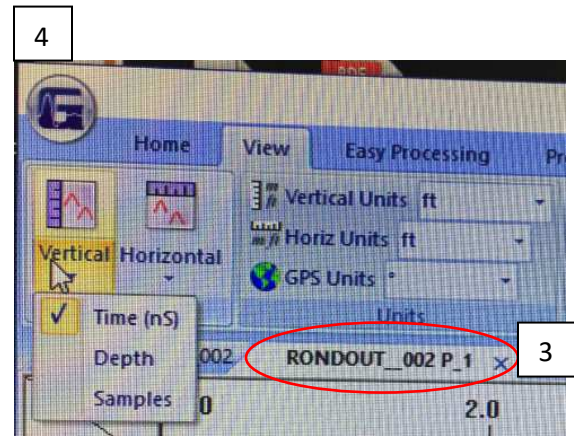 4
Home View Easy Processing Pr
Vertical Horizontal
Vertical Units ft
Horiz Units ft
GPS Units °
Units
Time (nS)
Depth
Samples
002 RONDOUT__002 P_1 x
3
0 2.0